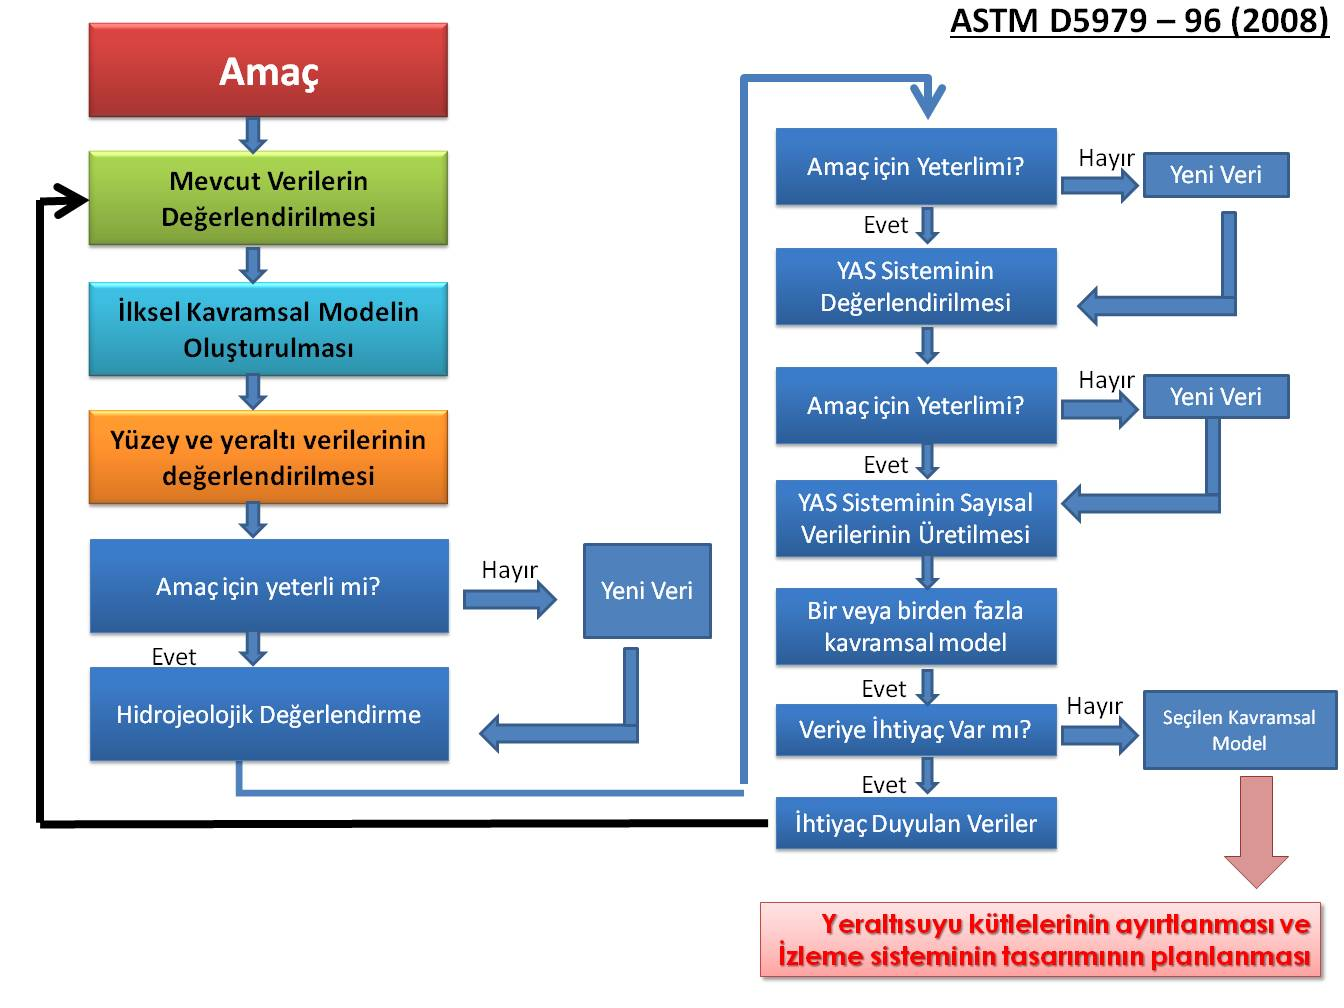 ASTM D5979 – 96 (2008)
Amaç
Mevcut Verilerin
Değerlendirilmesi
İlksel Kavramsal Modelin
Oluşturulması
Yüzey ve yeraltı verilerinin
değerlendirilmesi
Amaç için yeterli mi?
Hayır
Yeni Veri
Evet
Hidrojeolojik Değerlendirme
Amaç için Yeterlimi?
Hayır
Yeni Veri
Evet
YAS Sisteminin
Değerlendirilmesi
Amaç için Yeterlimi?
Hayır
Yeni Veri
Evet
YAS Sisteminin Sayısal
Verilerinin Üretilmesi
Bir veya birden fazla
kavramsal model
Evet
Veriye İhtiyaç Var mı?
Hayır
Seçilen Kavramsal
Model
Evet
İhtiyaç Duyulan Veriler
Yeraltısuyu kütlelerinin ayırtlanması ve
İzleme sisteminin tasarımının planlanması